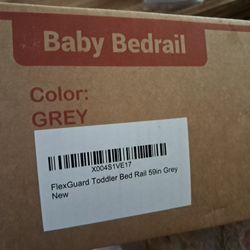 Baby Bedrail
Color:
GREY
X004S1VE17
FlexGuard Toddler Bed Rail 59in Grey
New